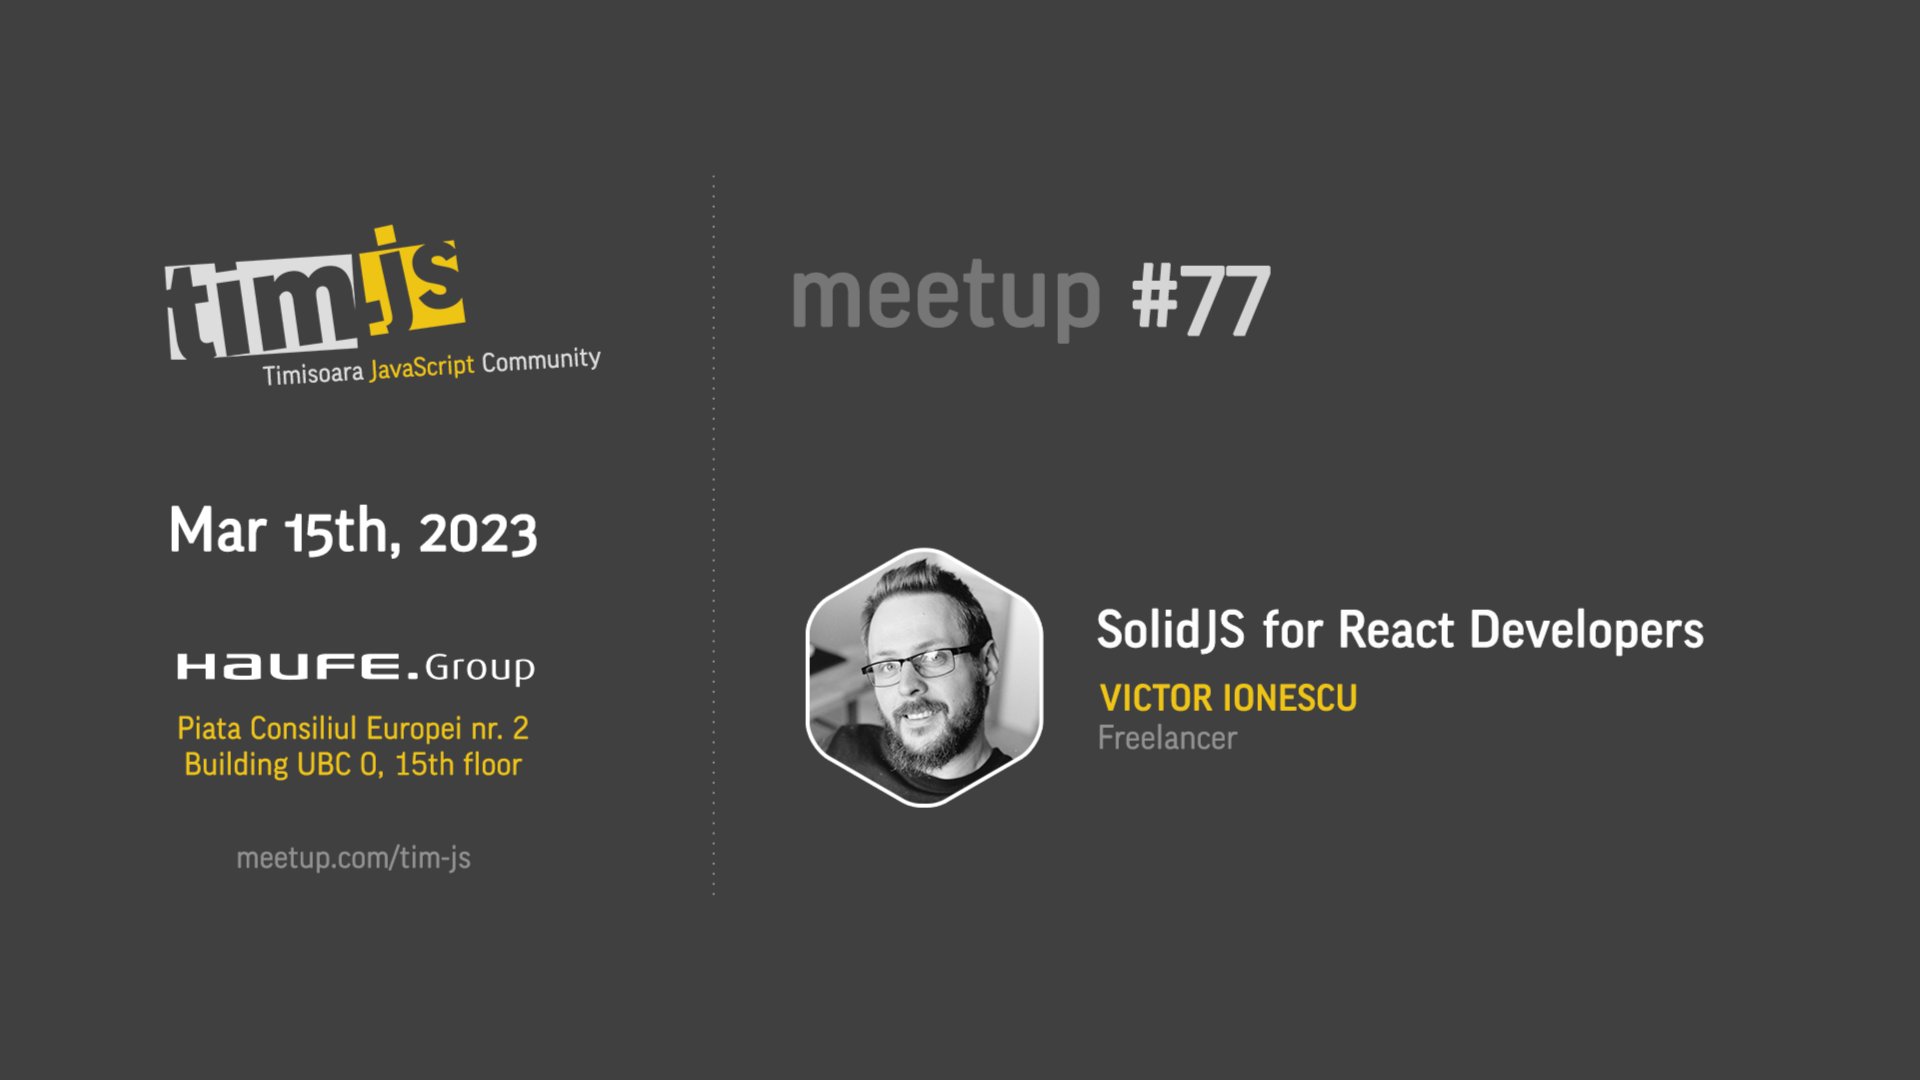 timjs
Timisoara JavaScript Community
Mar 15th, 2023
HAUFE.Group
Piata Consiliul Europei nr. 2
Building UBC 0, 15th floor
meetup.com/tim-js
meetup #77
SolidJS for React Developers
VICTOR IONESCU
Freelancer